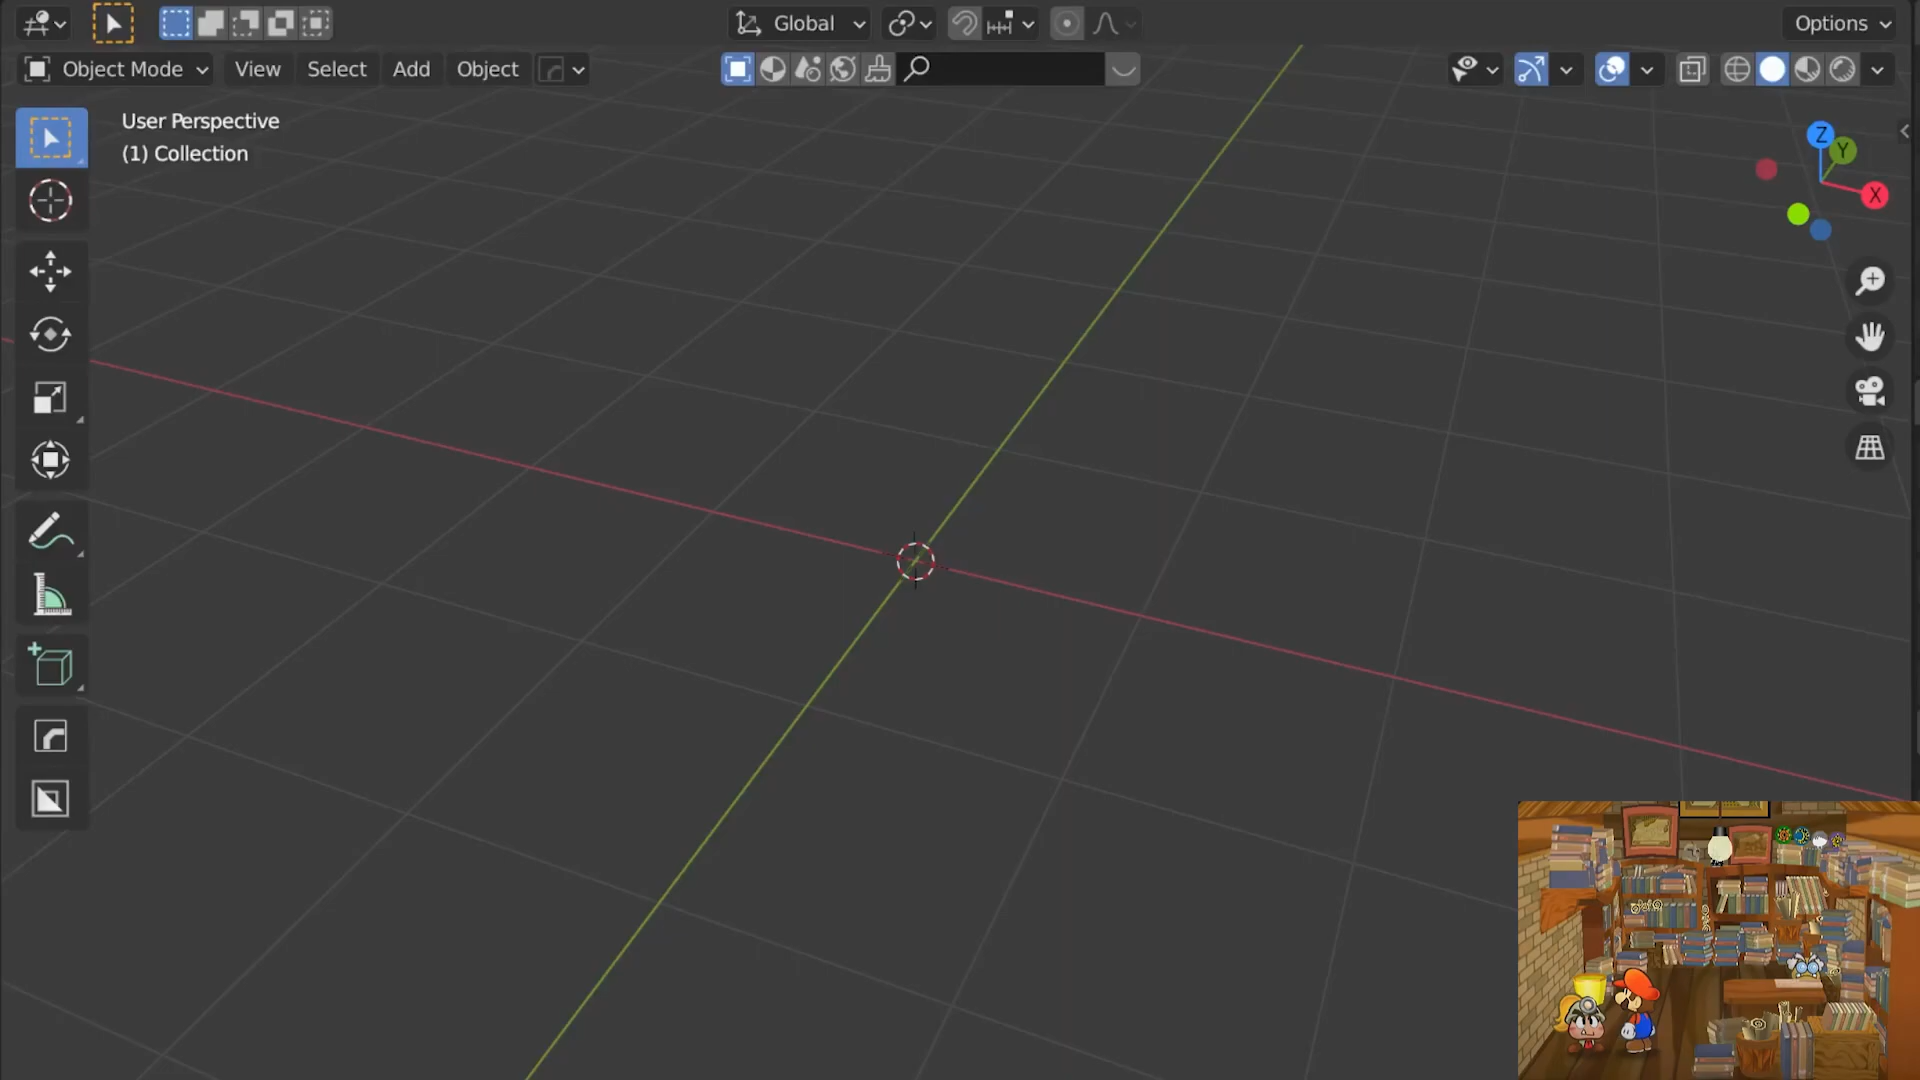 Global
Options
Object Mode
View
Select
Add
Object
User Perspective
(1) Collection
Z
Y
X